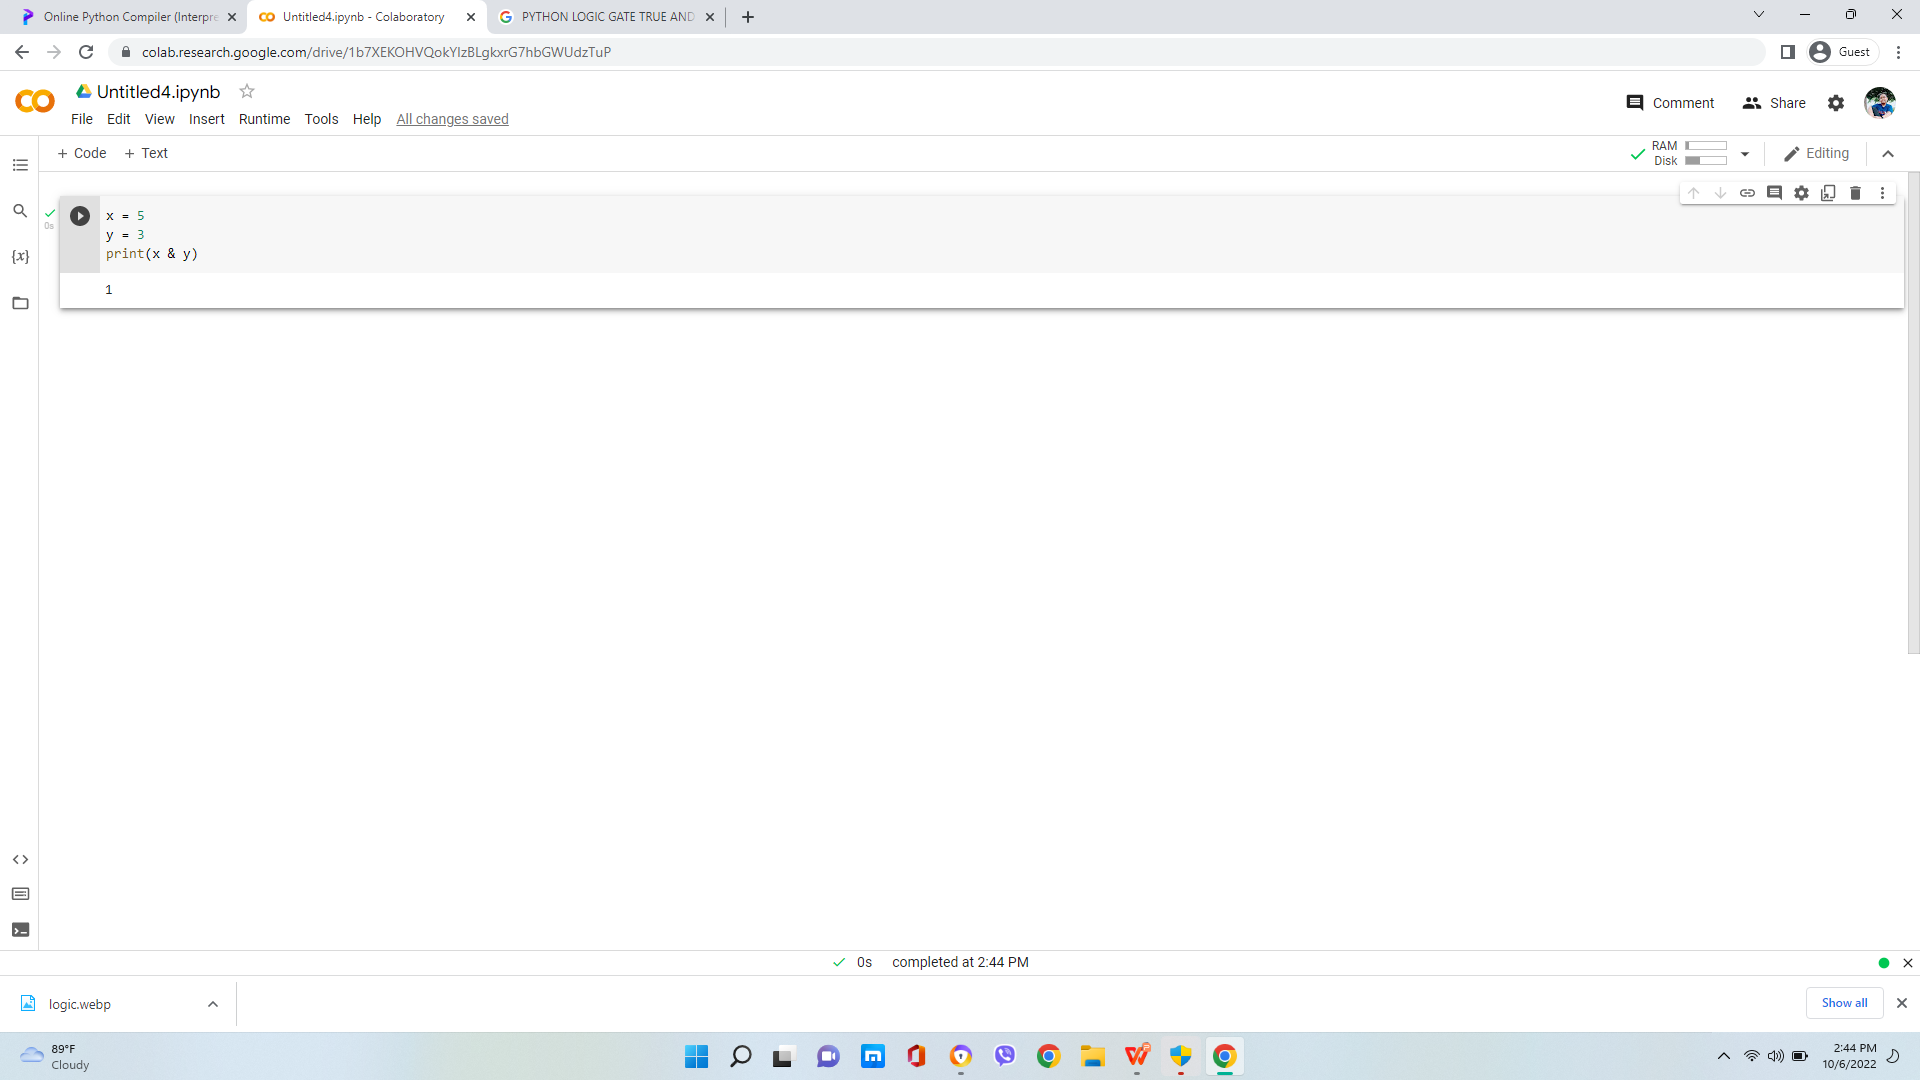 Online Python Compiler (Interpre
Untitled4.ipynb - Colaboratory
PYTHON LOGIC GATE TRUE AND
colab.research.google.com/drive/1b7XEKOHVQokYIzBLgkxrG7hbGWUdzTuP
Guest
Untitled4.ipynb
File Edit View Insert Runtime Tools Help All changes saved
Comment Share
+ Code + Text
RAM
Disk
Editing
{x}
0s
x = 5
y = 3
print(x & y)
1
0s completed at 2:44 PM
logic.webp
Show all
89°F
Cloudy
2:44 PM
10/6/2022